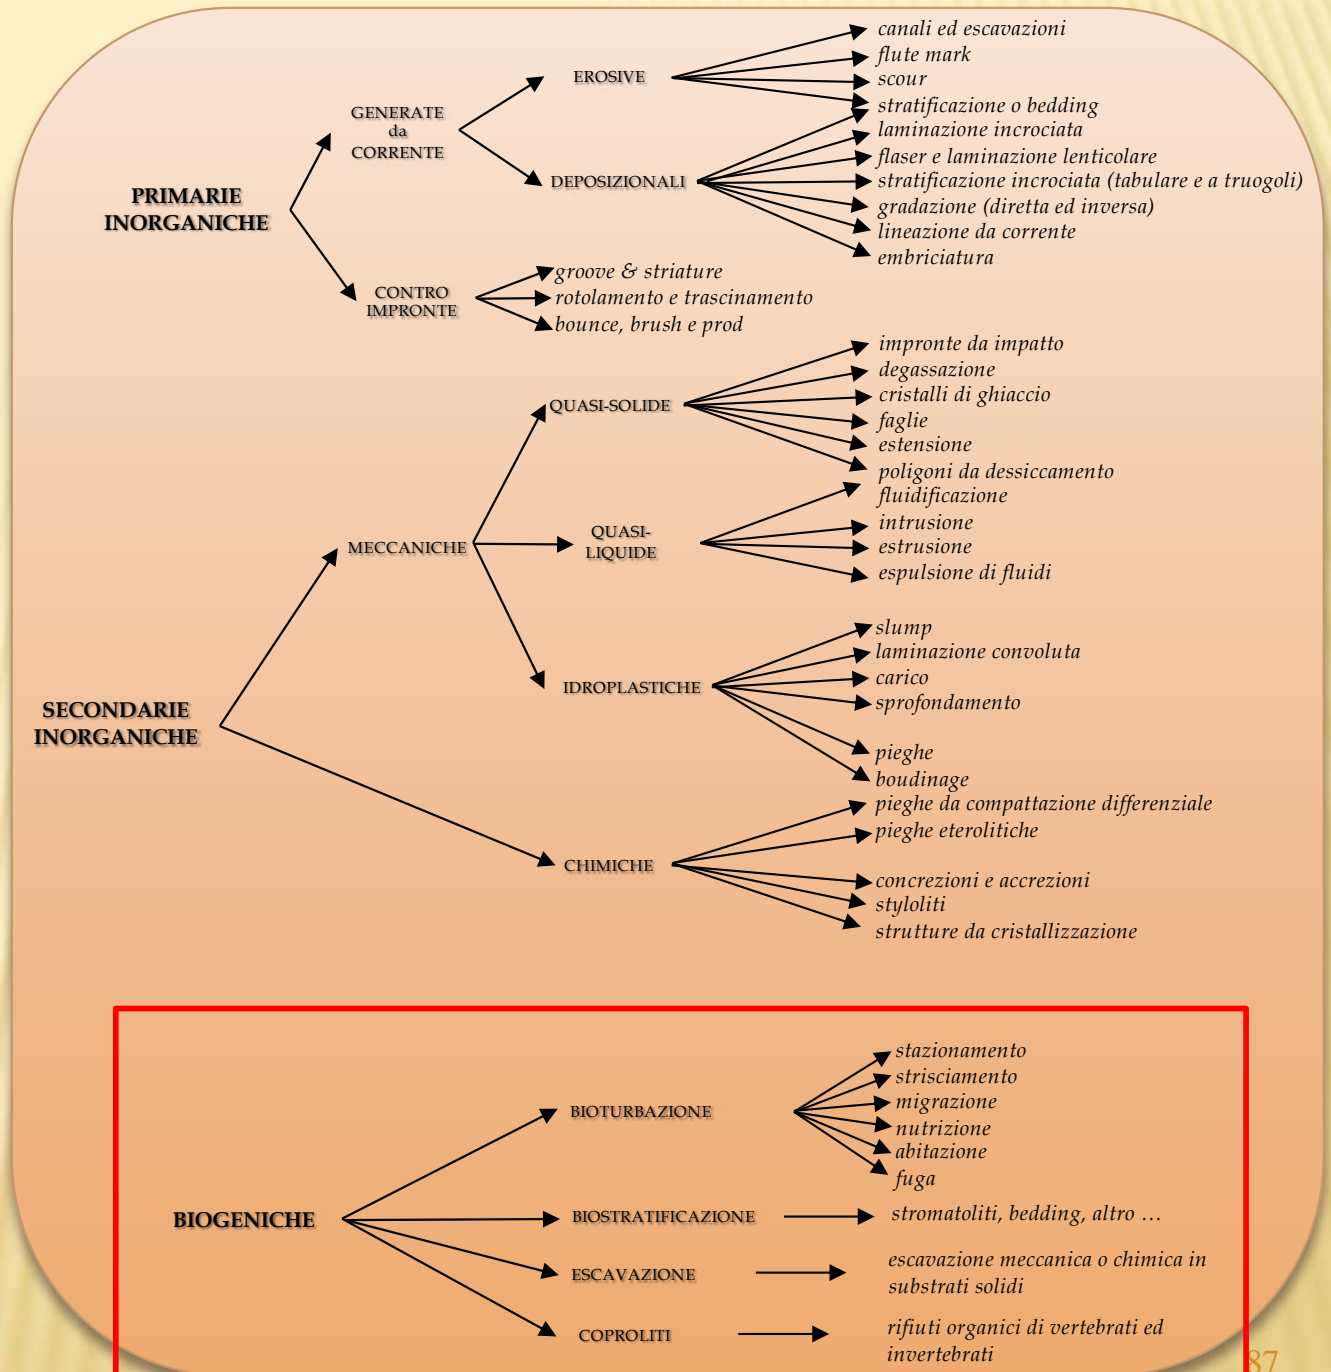 PRIMARIE
INORGANICHE
GENERATE
da
CORRENTE
EROSIVE
canali ed escavazioni
flute mark
scour
DEPOSIZIONALI
stratificazione o bedding
laminazione incrociata
flaser e laminazione lenticolare
stratificazione incrociata (tabulare e a truogoli)
gradazione (diretta ed inversa)
lineazione da corrente
embriciatura
CONTRO
IMPRONTE
groove & striature
rotolamento e trascinamento
bounce, brush e prod
SECONDARIE
INORGANICHE
MECCANICHE
QUASI-SOLIDE
impronte da impatto
degassazione
cristalli di ghiaccio
faglie
estensione
poligoni da dessiccamento
QUASI-
LIQUIDE
fluidificazione
intrusione
estrusione
espulsione di fluidi
IDROPLASTICHE
slump
laminazione convoluta
carico
sprofondamento
pieghe
boudinage
CHIMICHE
pieghe da compattazione differenziale
pieghe eterolitiche
concrezioni e accrezioni
styloliti
strutture da cristallizzazione
BIOGENICHE
BIOTURBAZIONE
stazionamento
strisciamento
migrazione
nutrizione
abitazione
fuga
BIOSTRATIFICAZIONE
stromatoliti, bedding, altro …
ESCAVAZIONE
escavazione meccanica o chimica in
substrati solidi
COPROLITI
rifiuti organici di vertebrati ed
invertebrati
87